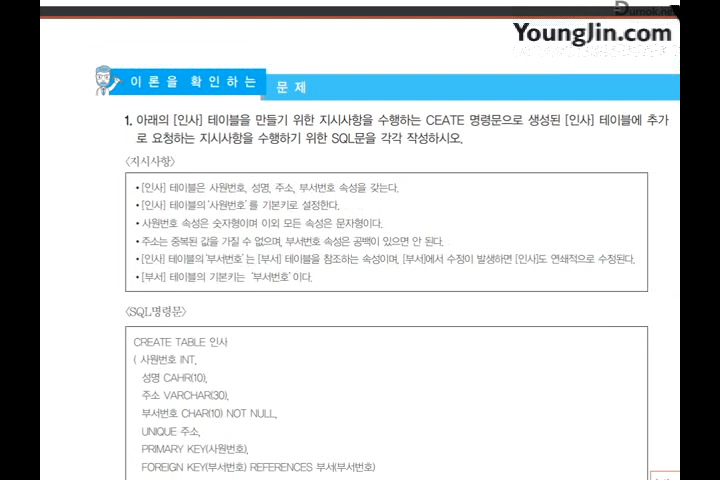 YoungJin.com
이론을 확인하는
문제
1. 아래의 [인사] 테이블을 만들기 위한 지시사항을 수행하는 CEATE 명령문으로 생성된 [인사] 테이블에 추가
로 요청하는 지시사항을 수행하기 위한 SQL문을 각각 작성하시오.
<지시사항>
• [인사] 테이블은 사원번호, 성명, 주소, 부서번호 속성을 갖는다.
• [인사] 테이블의 '사원번호'를 기본키로 설정한다.
• 사원번호 속성은 숫자형이며 이외 모든 속성은 문자형이다.
• 주소는 중복된 값을 가질 수 없으며, 부서번호 속성은 공백이 있으면 안 된다.
• [인사] 테이블의 '부서번호'는 [부서] 테이블을 참조하는 속성이며, [부서]에서 수정이 발생하면 [인사]도 연쇄적으로 수정된다.
• [부서] 테이블의 기본키는 '부서번호'이다.
<SQL명령문>
CREATE TABLE 인사
( 사원번호 INT,
성명 CAHR(10),
주소 VARCHAR(30),
부서번호 CHAR(10) NOT NULL,
UNIQUE 주소,
PRIMARY KEY(사원번호),
FOREIGN KEY(부서번호) REFERENCES 부서(부서번호)